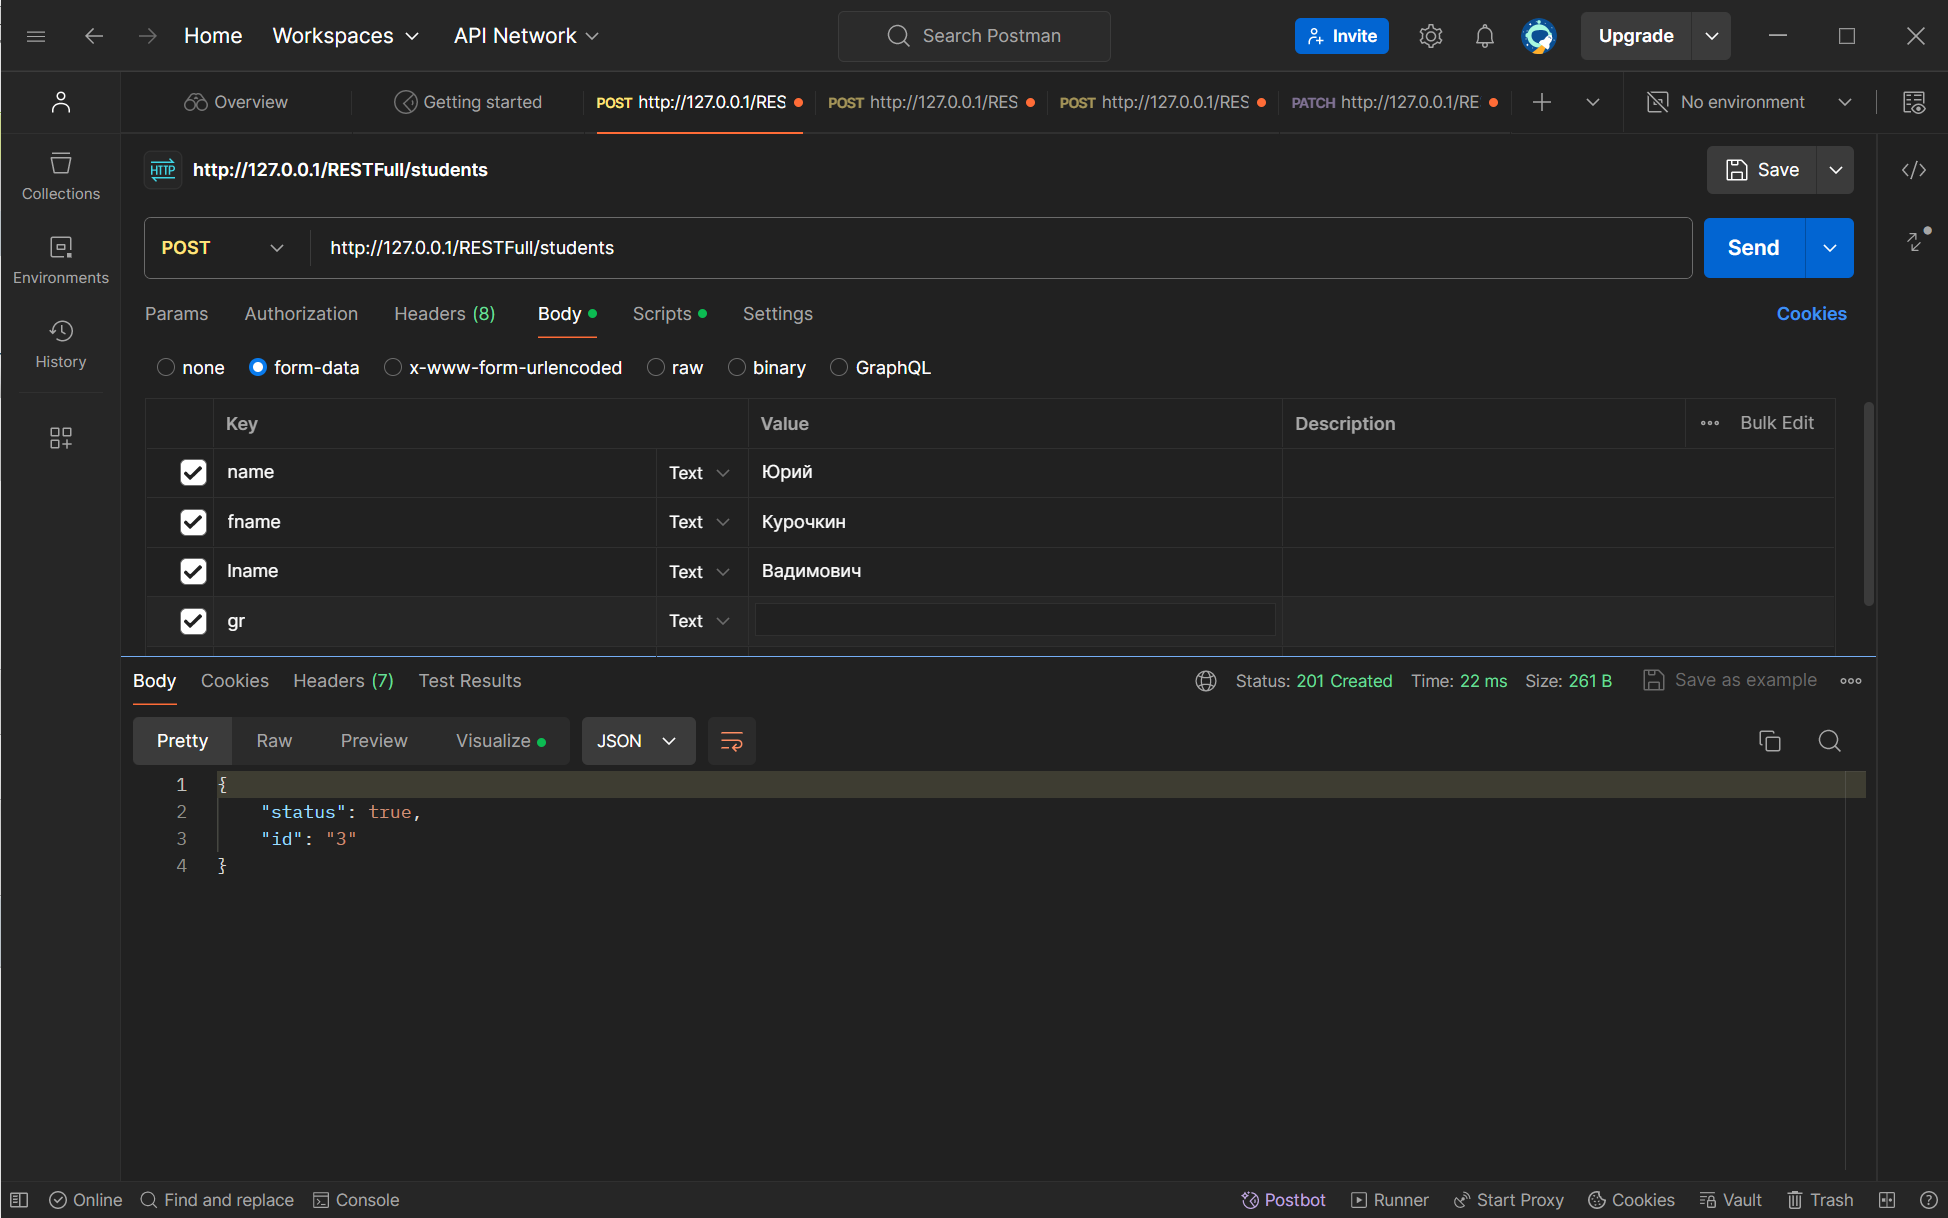 Home Workspaces API Network Search Postman Invite Upgrade
Overview Getting started POST http://127.0.0.1/RES POST http://127.0.0.1/RES POST http://127.0.0.1/RES PATCH http://127.0.0.1/RE No environment
HTTP http://127.0.0.1/RESTFull/students Save
Collections
POST http://127.0.0.1/RESTFull/students Send
Environments
Params Authorization Headers (8) Body Scripts Settings Cookies
History
none form-data x-www-form-urlencoded raw binary GraphQL
Key Value Description Bulk Edit
name Text Юрий
fname Text Курочкин
lname Text Вадимович
gr Text
Body Cookies Headers (7) Test Results Status: 201 Created Time: 22 ms Size: 261 B Save as example
Pretty Raw Preview Visualize JSON
1 {
2 "status": true,
3 "id": "3"
4 }
Online Find and replace Console Postbot Runner Start Proxy Cookies Vault Trash